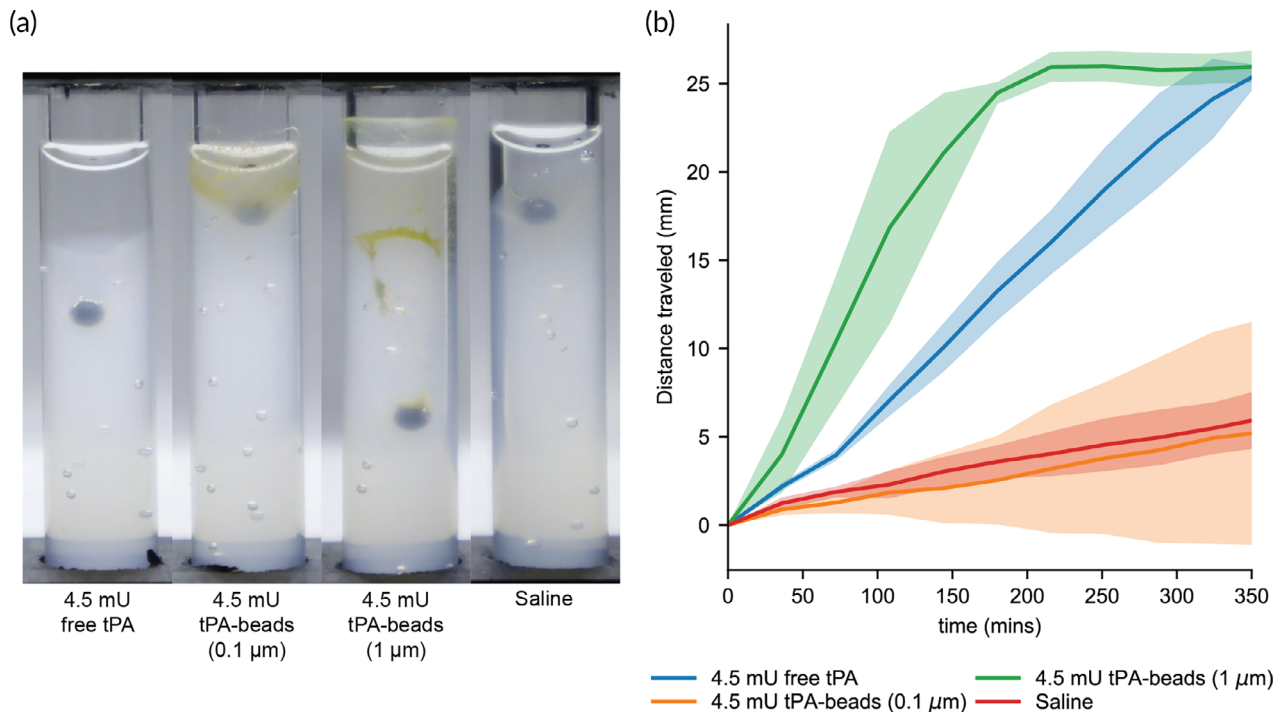 (a)
4.5 mU
free tPA
4.5 mU
tPA-beads
(0.1 µm)
4.5 mU
tPA-beads
(1 µm)
Saline
(b)
Distance traveled (mm)
25
20
15
10
5
0
0 50 100 150 200 250 300 350
time (mins)
4.5 mU free tPA
4.5 mU tPA-beads (1 µm)
4.5 mU tPA-beads (0.1 µm)
Saline